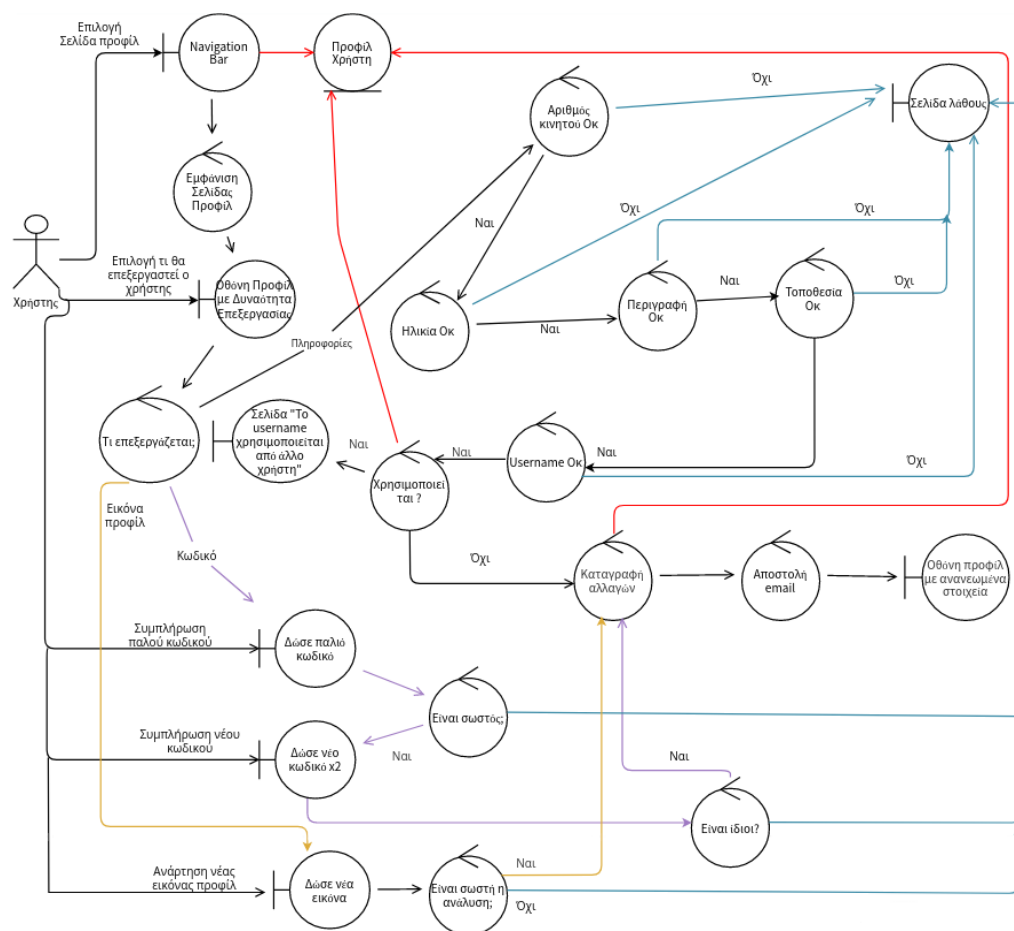 Επιλογή
Σελίδα προφίλ
Navigation
Bar
Προφίλ
Χρήστη
Όχι
Αριθμός
κινητού Οκ
Σελίδα λάθους
Εμφάνιση
Σελίδας
Προφίλ
Ναι
Όχι
Όχι
Χρήστης
Επιλογή τι θα
επεξεργαστεί ο
χρήστης
Οθόνη Προφίλ
με Δυναότητα
Επεξεργασίας
Πληροφορίες
Ηλικία Οκ
Ναι
Περιγραφή
Οκ
Ναι
Τοποθεσία
Οκ
Όχι
Τι επεξεργάζεται;
Σελίδα "Το
username
χρησιμοποιείται
από άλλο
χρήστη"
Ναι
Χρησιμοποιεί
ται ?
Ναι
Username Οκ
Ναι
Όχι
Εικόνα
προφίλ
Κωδικό
Όχι
Καταγραφή
αλλαγών
Αποστολή
email
Οθόνη προφίλ
με ανανεωμένα
στοιχεία
Συμπλήρωση
παλού κωδικού
Δώσε παλιό
κωδικό
Είναι σωστός;
Συμπλήρωση νέου
κωδικού
Δώσε νέο
κωδικό x2
Ναι
Ναι
Είναι ίδιοι?
Ανάρτηση νέας
εικόνας προφίλ
Δώσε νέα
εικόνα
Είναι σωστή η
ανάλυση;
Ναι
Όχι